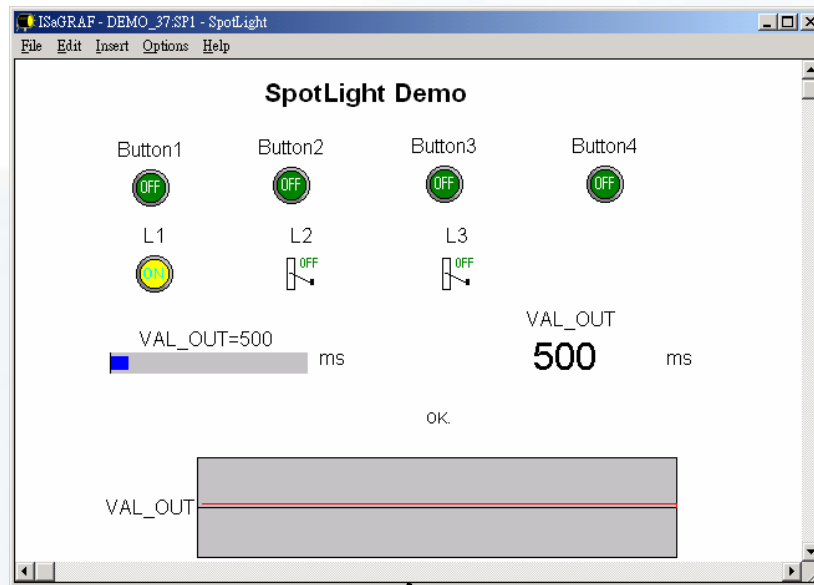 ISaGRAF - DEMO_37:SP1 - SpotLight
File Edit Insert Options Help
SpotLight Demo
Button1 Button2 Button3 Button4
OFF OFF OFF OFF
L1 L2 L3
ON OFF OFF
VAL_OUT=500 ms
VAL_OUT
500 ms
OK.
VAL_OUT